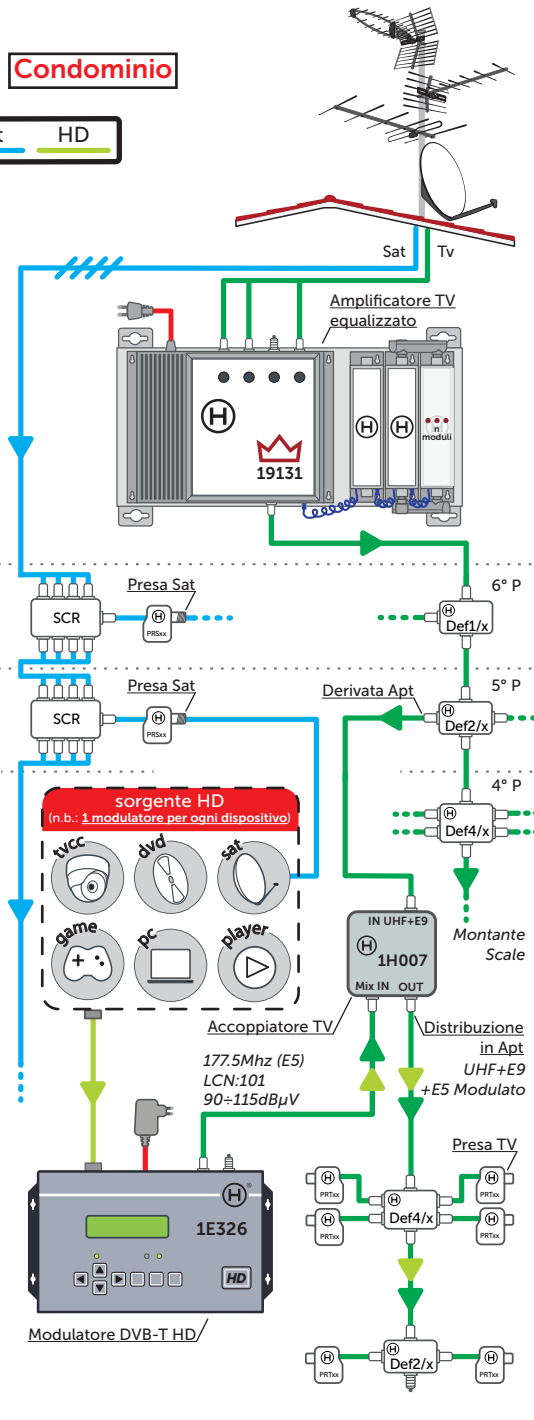 Condominio
t HD
Sat Tv
Amplificatore TV
equalizzato
H
19131
H
H
n
moduli
6° P
Presa Sat
SCR
H
PRSxx
H
Def1/x
5° P
Presa Sat
Derivata Apt
SCR
H
PRSxx
H
Def2/x
4° P
sorgente HD
(n.b.: 1 modulatore per ogni dispositivo)
tvcc
dvd
sat
game
pc
player
H
Def4/x
Montante
Scale
IN UHF+E9
H
1H007
Mix IN OUT
Accoppiatore TV
Distribuzione
in Apt
177.5Mhz (E5)
LCN:101
90÷115dBµV
UHF+E9
+E5 Modulato
Presa TV
H
PRTxx
H
PRTxx
H
Def4/x
H
PRTxx
H
PRTxx
H®
1E326
HD
Modulatore DVB-T HD
H
PRTxx
H
Def2/x
H
PRTxx